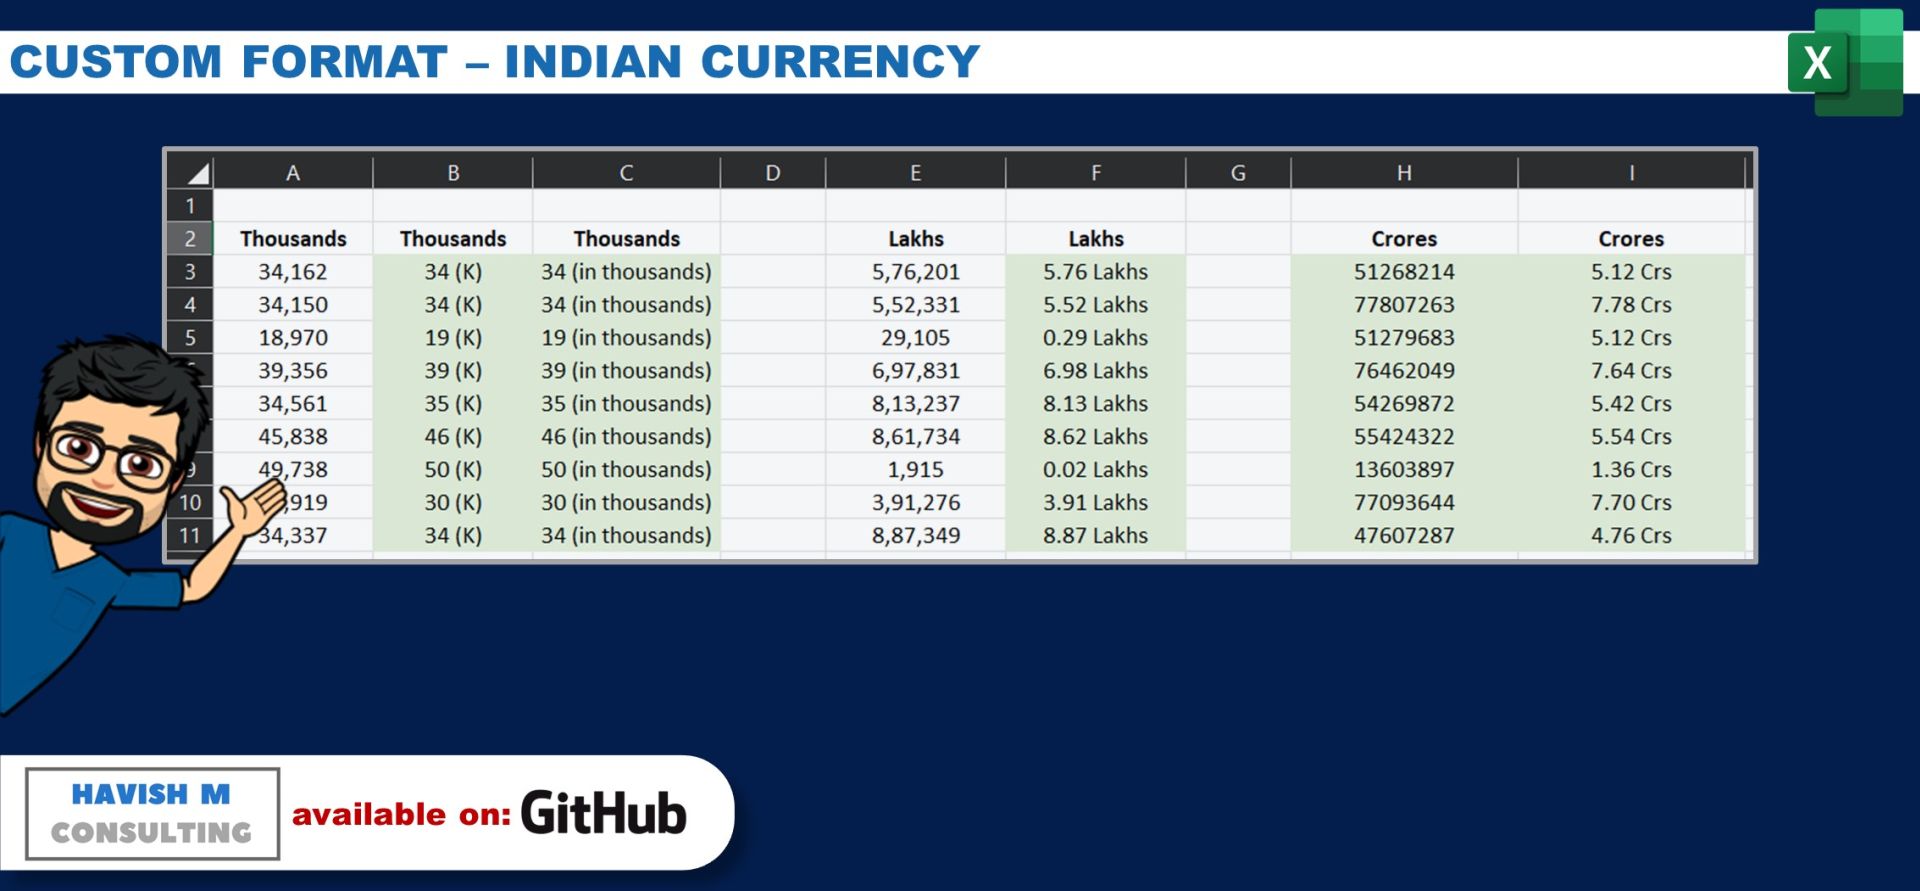 CUSTOM FORMAT – INDIAN CURRENCY
X
A B C D E F G H I
1
2 Thousands Thousands Thousands Lakhs Lakhs Crores Crores
3 34,162 34 (K) 34 (in thousands) 5,76,201 5.76 Lakhs 51268214 5.12 Crs
4 34,150 34 (K) 34 (in thousands) 5,52,331 5.52 Lakhs 77807263 7.78 Crs
5 18,970 19 (K) 19 (in thousands) 29,105 0.29 Lakhs 51279683 5.12 Crs
39,356 39 (K) 39 (in thousands) 6,97,831 6.98 Lakhs 76462049 7.64 Crs
34,561 35 (K) 35 (in thousands) 8,13,237 8.13 Lakhs 54269872 5.42 Crs
45,838 46 (K) 46 (in thousands) 8,61,734 8.62 Lakhs 55424322 5.54 Crs
9 49,738 50 (K) 50 (in thousands) 1,915 0.02 Lakhs 13603897 1.36 Crs
10 ,919 30 (K) 30 (in thousands) 3,91,276 3.91 Lakhs 77093644 7.70 Crs
11 34,337 34 (K) 34 (in thousands) 8,87,349 8.87 Lakhs 47607287 4.76 Crs
HAVISH M
CONSULTING
available on: GitHub